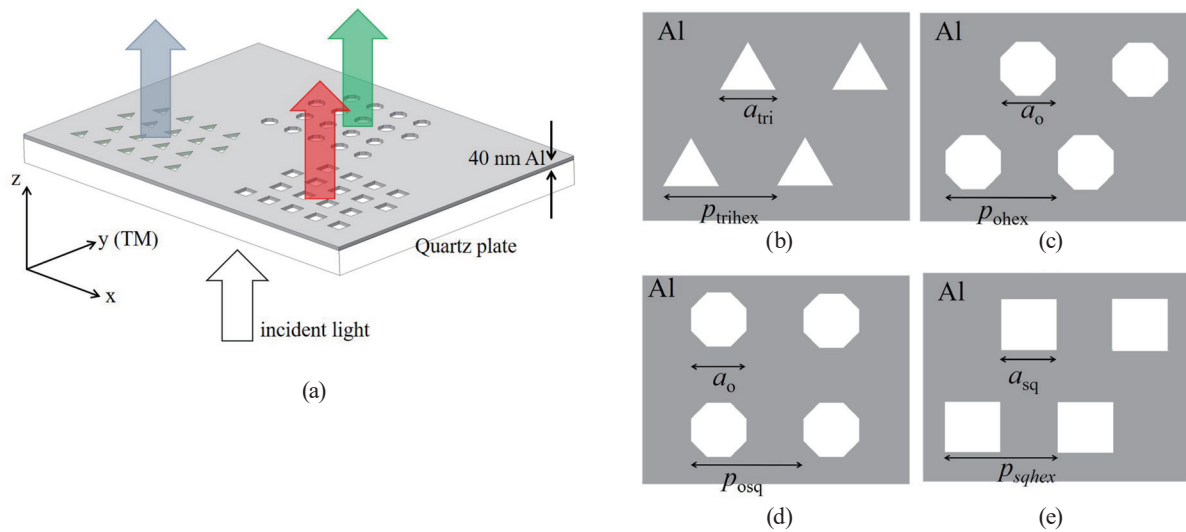 z
y (TM)
x
40 nm Al
Quartz plate
incident light
(a)
Al
a_tri
p_trihex
(b)
Al
a_o
p_ohex
(c)
Al
a_o
p_osq
(d)
Al
a_sq
p_sqhex
(e)